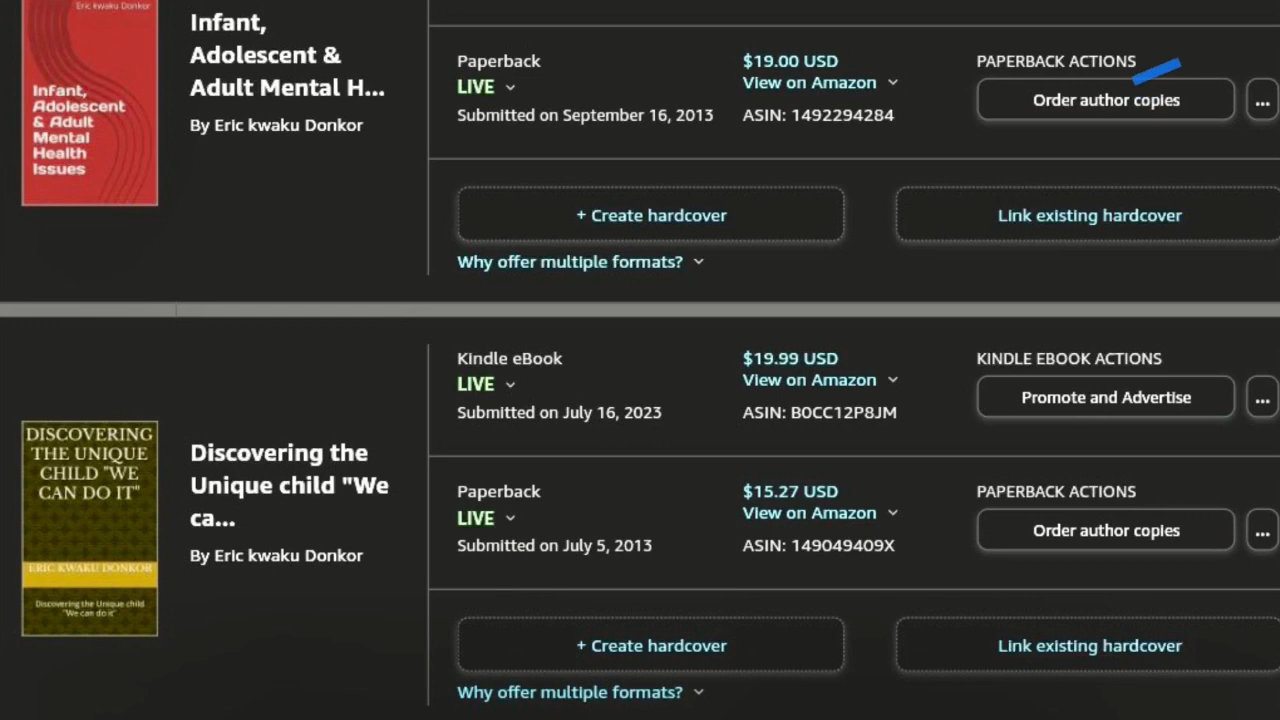 Eric kwaku Donkor
Infant,
Adolescent
& Adult
Mental
Health
Issues
Infant,
Adolescent &
Adult Mental H...
By Eric kwaku Donkor
Paperback
LIVE
Submitted on September 16, 2013
$19.00 USD
View on Amazon
ASIN: 1492294284
PAPERBACK ACTIONS
Order author copies
...
+ Create hardcover
Link existing hardcover
Why offer multiple formats?
DISCOVERING
THE UNIQUE
CHILD "WE
CAN DO IT"
ERIC KWAKU DONKOR
Discovering the Unique child
"We can do it"
Discovering the
Unique child "We
ca...
By Eric kwaku Donkor
Kindle eBook
LIVE
Submitted on July 16, 2023
$19.99 USD
View on Amazon
ASIN: B0CC12P8JM
KINDLE EBOOK ACTIONS
Promote and Advertise
...
Paperback
LIVE
Submitted on July 5, 2013
$15.27 USD
View on Amazon
ASIN: 149049409X
PAPERBACK ACTIONS
Order author copies
...
+ Create hardcover
Link existing hardcover
Why offer multiple formats?